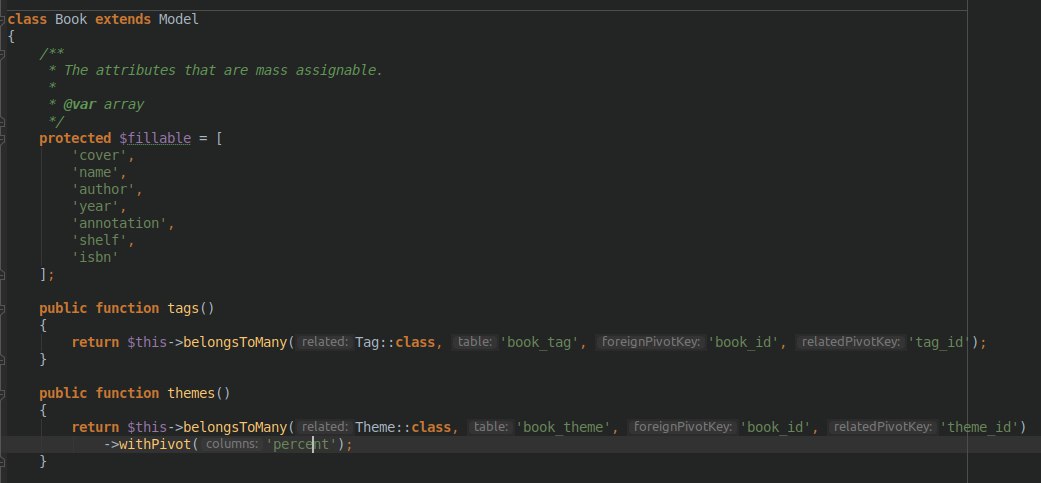 class Book extends Model
{
    /**
     * The attributes that are mass assignable.
     *
     * @var array
     */
    protected $fillable = [
        'cover',
        'name',
        'author',
        'year',
        'annotation',
        'shelf',
        'isbn'
    ];
    public function tags()
    {
        return $this->belongsToMany( related: Tag::class, table: 'book_tag', foreignPivotKey: 'book_id', relatedPivotKey: 'tag_id');
    }
    public function themes()
    {
        return $this->belongsToMany( related: Theme::class, table: 'book_theme', foreignPivotKey: 'book_id', relatedPivotKey: 'theme_id')
            ->withPivot( columns: 'percent');
    }